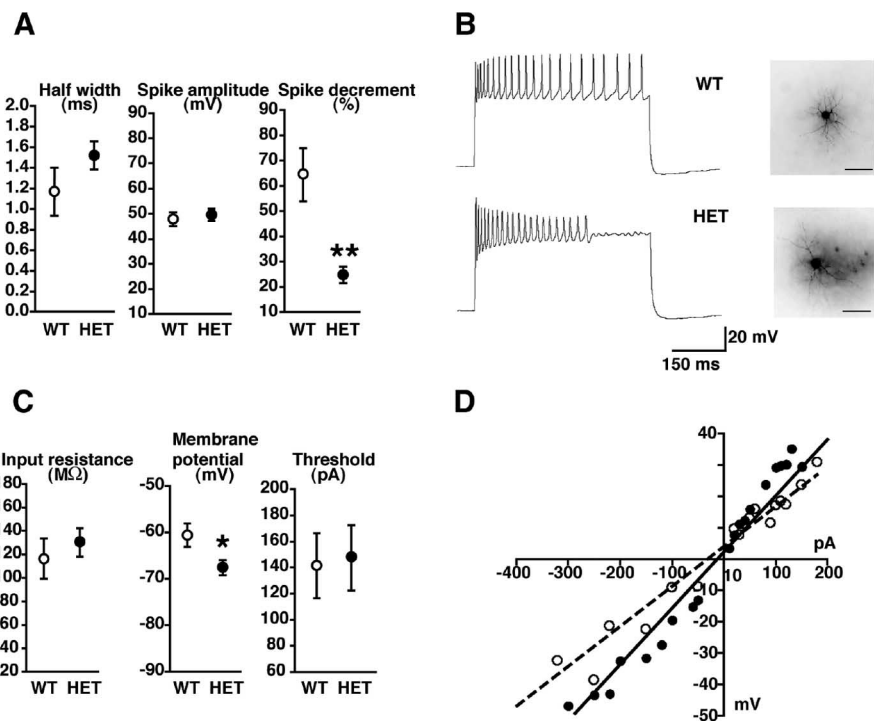 A
Half width
(ms)
Spike amplitude
(mV)
Spike decrement
(%)
2.0
1.8
1.6
1.4
1.2
1.0
0.8
0.6
0.4
0.2
0.0
90
80
70
60
50
40
30
20
10
90
80
70
60
50
40
30
20
10
**
WT HET
WT HET
WT HET
B
WT
HET
20 mV
150 ms
C
Input resistance
(MΩ)
Membrane
potential
(mV)
Threshold
(pA)
80
60
40
20
00
80
60
40
20
-50
-60
-70
-80
-90
200
180
160
140
120
100
80
60
*
WT HET
WT HET
WT HET
D
40
pA
-400 -300 -200 -100 10 100 200
10
-10
-20
-30
-40
-50
mV